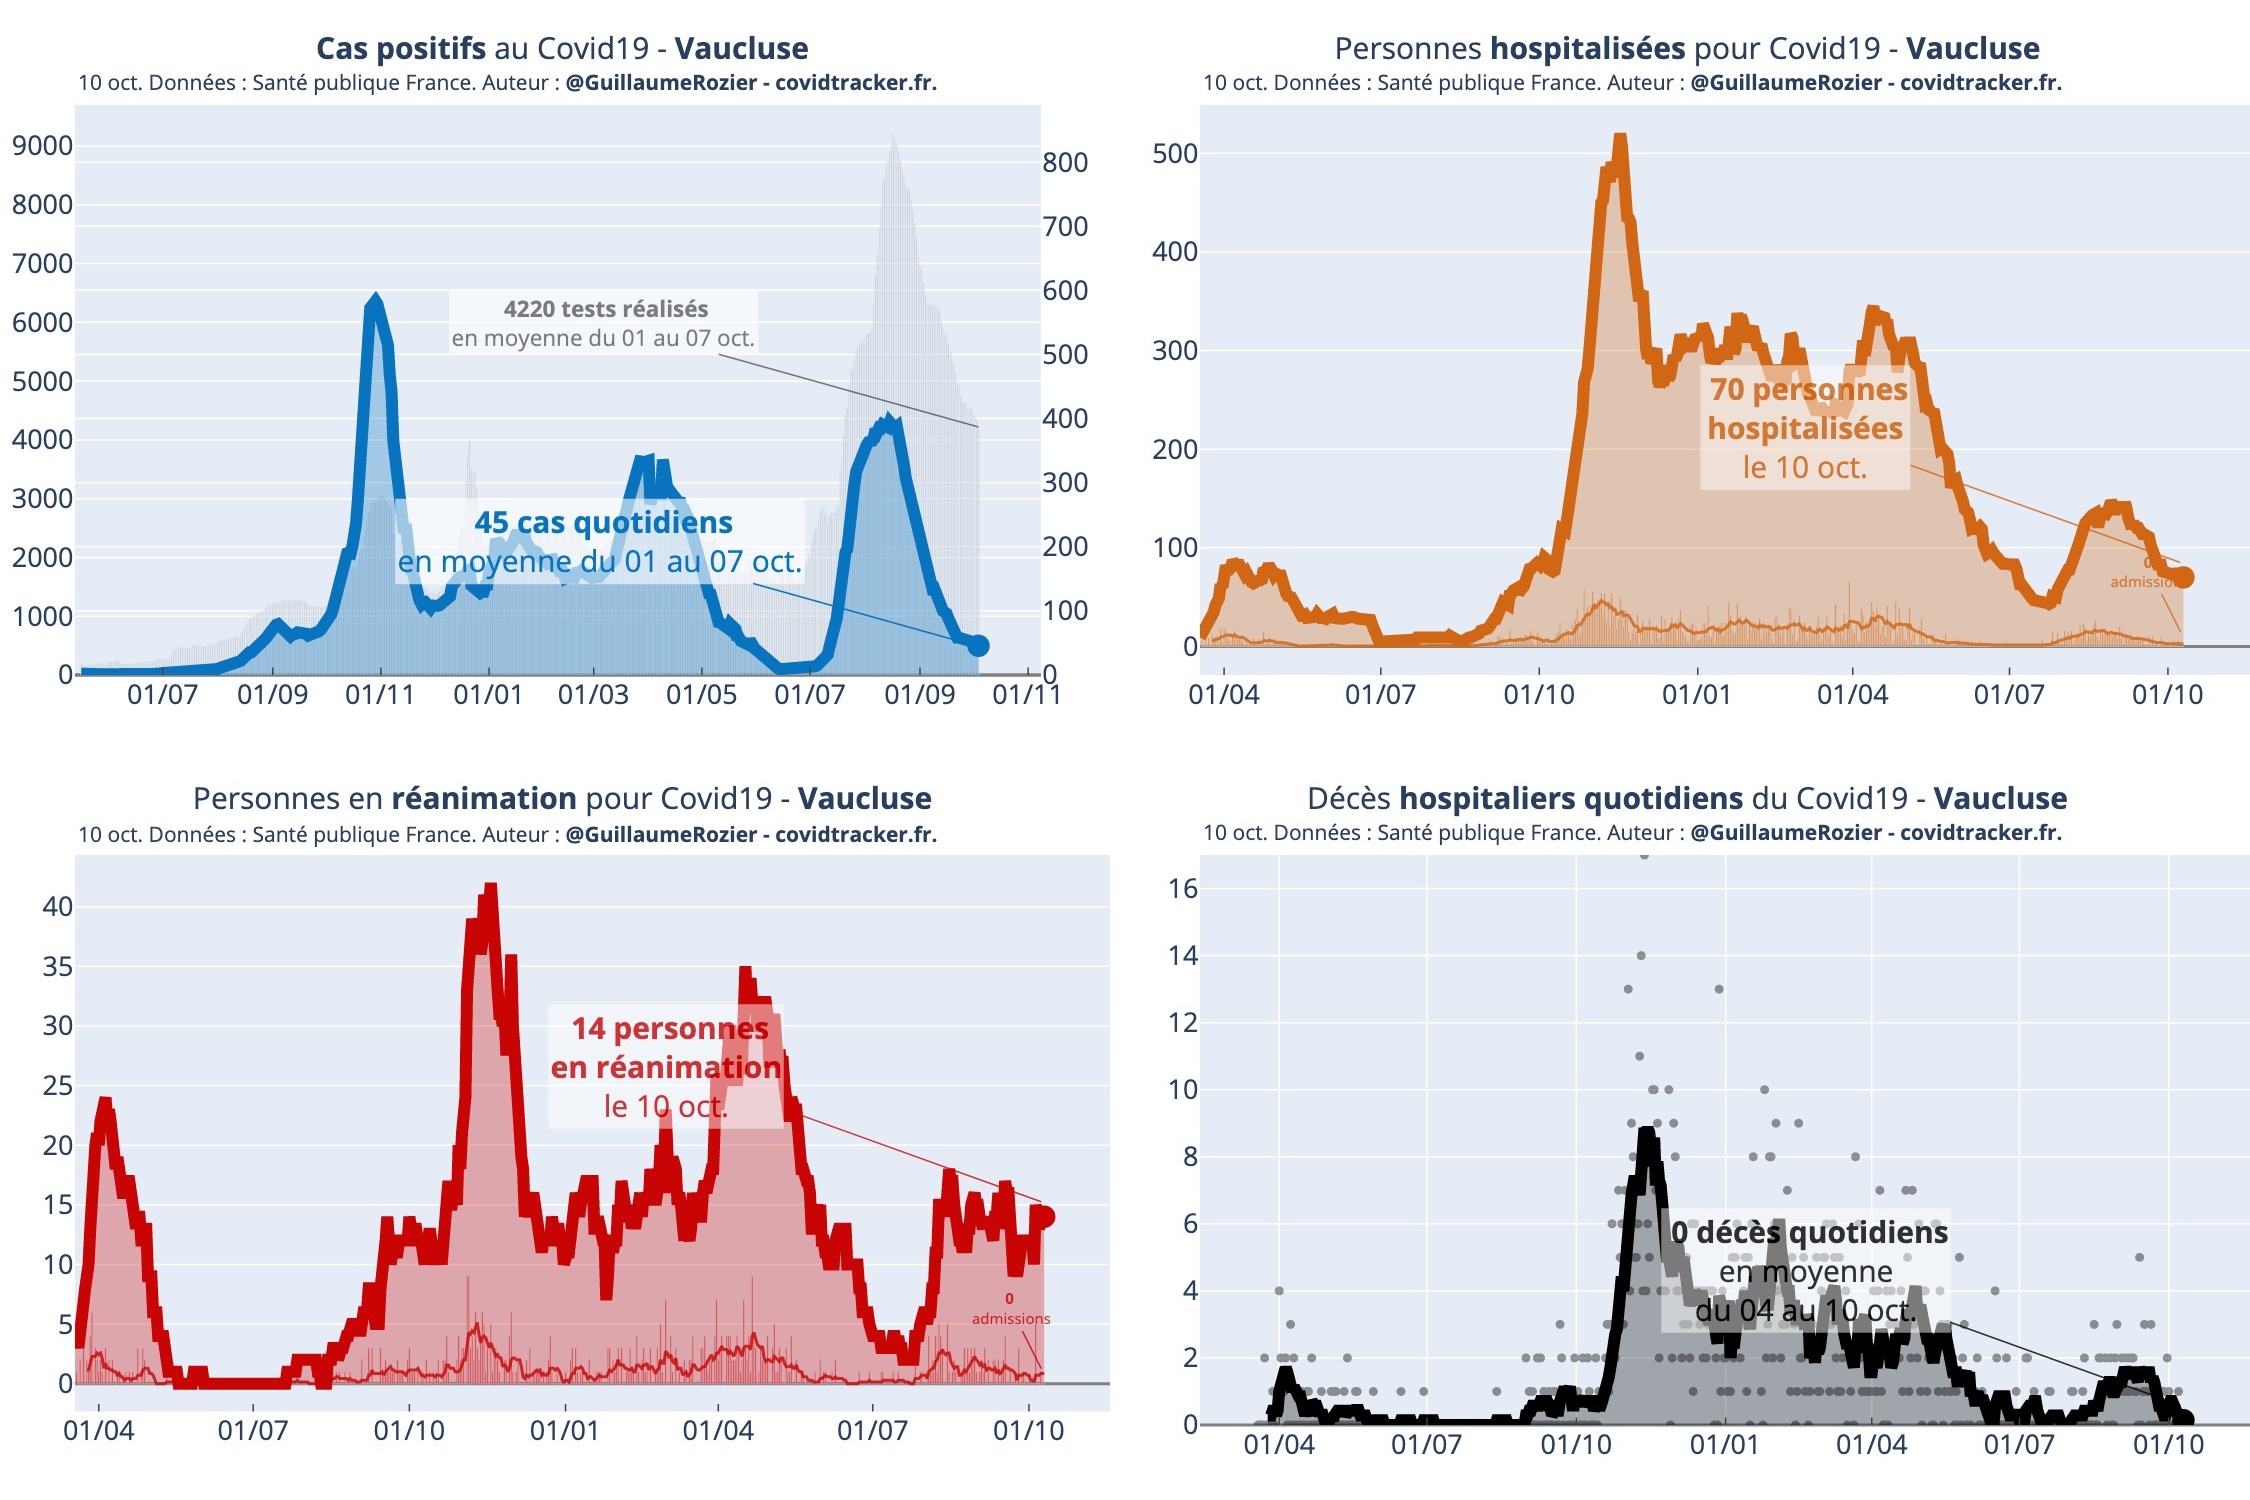 Cas positifs au Covid19 - Vaucluse
10 oct. Données : Santé publique France. Auteur : @GuillaumeRozier - covidtracker.fr.
9000
8000
7000
6000
5000
4000
3000
2000
1000
0
800
700
600
500
400
300
200
100
0
4220 tests réalisés
en moyenne du 01 au 07 oct.
45 cas quotidiens
en moyenne du 01 au 07 oct.
01/07 01/09 01/11 01/01 01/03 01/05 01/07 01/09 01/11
Personnes hospitalisées pour Covid19 - Vaucluse
10 oct. Données : Santé publique France. Auteur : @GuillaumeRozier - covidtracker.fr.
500
400
300
200
100
0
70 personnes
hospitalisées
le 10 oct.
0
admissions
01/04 01/07 01/10 01/01 01/04 01/07 01/10
Personnes en réanimation pour Covid19 - Vaucluse
10 oct. Données : Santé publique France. Auteur : @GuillaumeRozier - covidtracker.fr.
40
35
30
25
20
15
10
5
0
14 personnes
en réanimation
le 10 oct.
0
admissions
01/04 01/07 01/10 01/01 01/04 01/07 01/10
Décès hospitaliers quotidiens du Covid19 - Vaucluse
10 oct. Données : Santé publique France. Auteur : @GuillaumeRozier - covidtracker.fr.
16
14
12
10
8
6
4
2
0
0 décès quotidiens
en moyenne
du 04 au 10 oct.
01/04 01/07 01/10 01/01 01/04 01/07 01/10